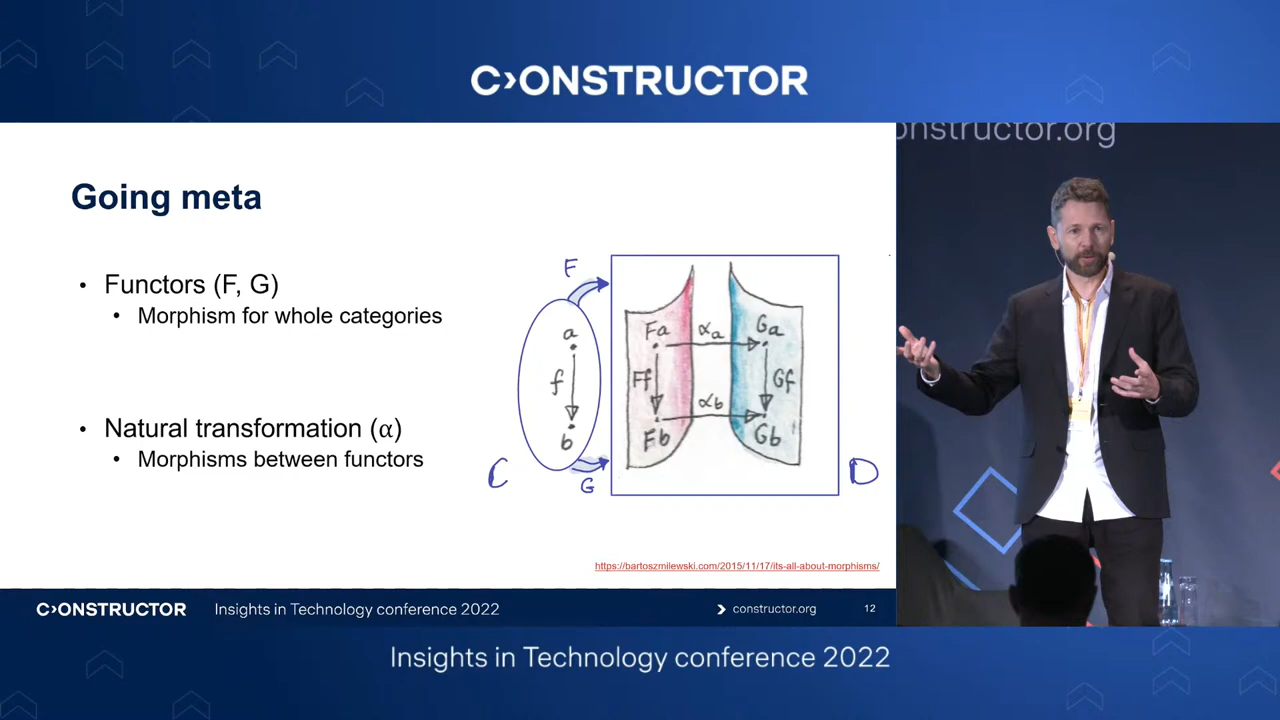 C›ONSTRUCTOR
onstructor.org
Going meta
• Functors (F, G)
• Morphism for whole categories
• Natural transformation (α)
• Morphisms between functors
F
a
f
b
C
G
Fa αa Ga
Ff Gf
αb
Fb Gb
D
https://bartoszmilewski.com/2015/11/17/its-all-about-morphisms/
C›ONSTRUCTOR Insights in Technology conference 2022 constructor.org 12
Insights in Technology conference 2022